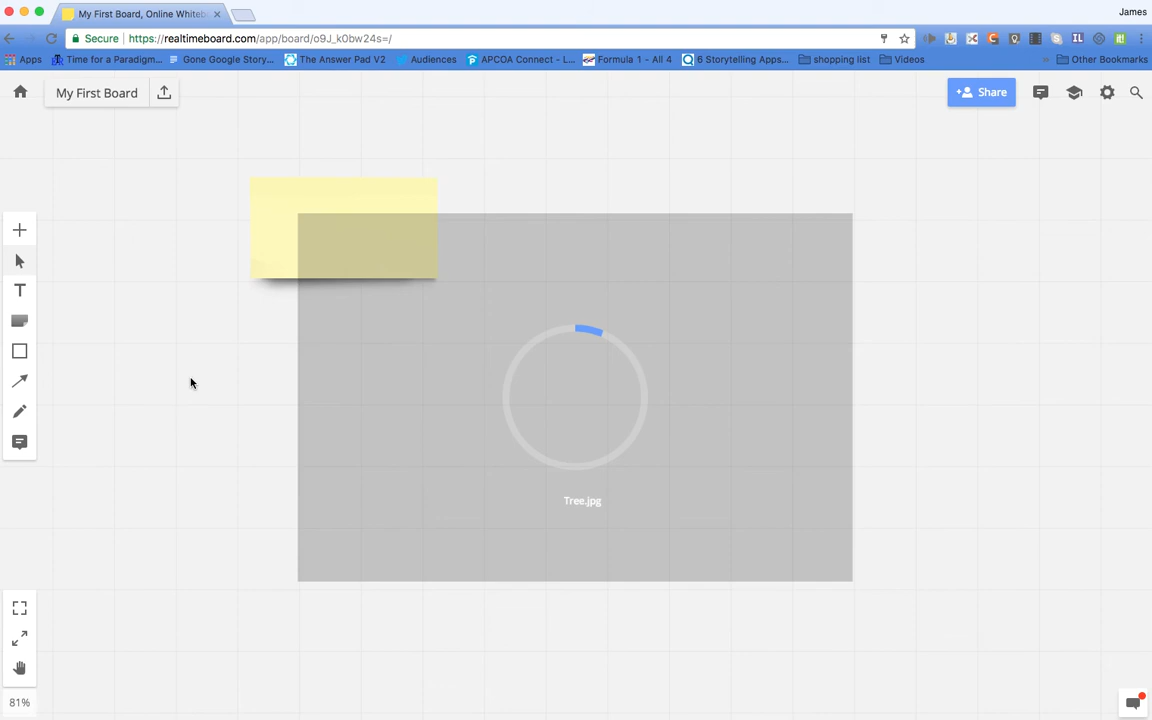 My First Board, Online Whiteb
James
Secure https://realtimeboard.com/app/board/o9J_k0bw24s=/
Apps Time for a Paradigm... Gone Google Story... The Answer Pad V2 Audiences APCOA Connect - L... Formula 1 - All 4 6 Storytelling Apps... shopping list Videos Other Bookmarks
My First Board
Share
Tree.jpg
81%